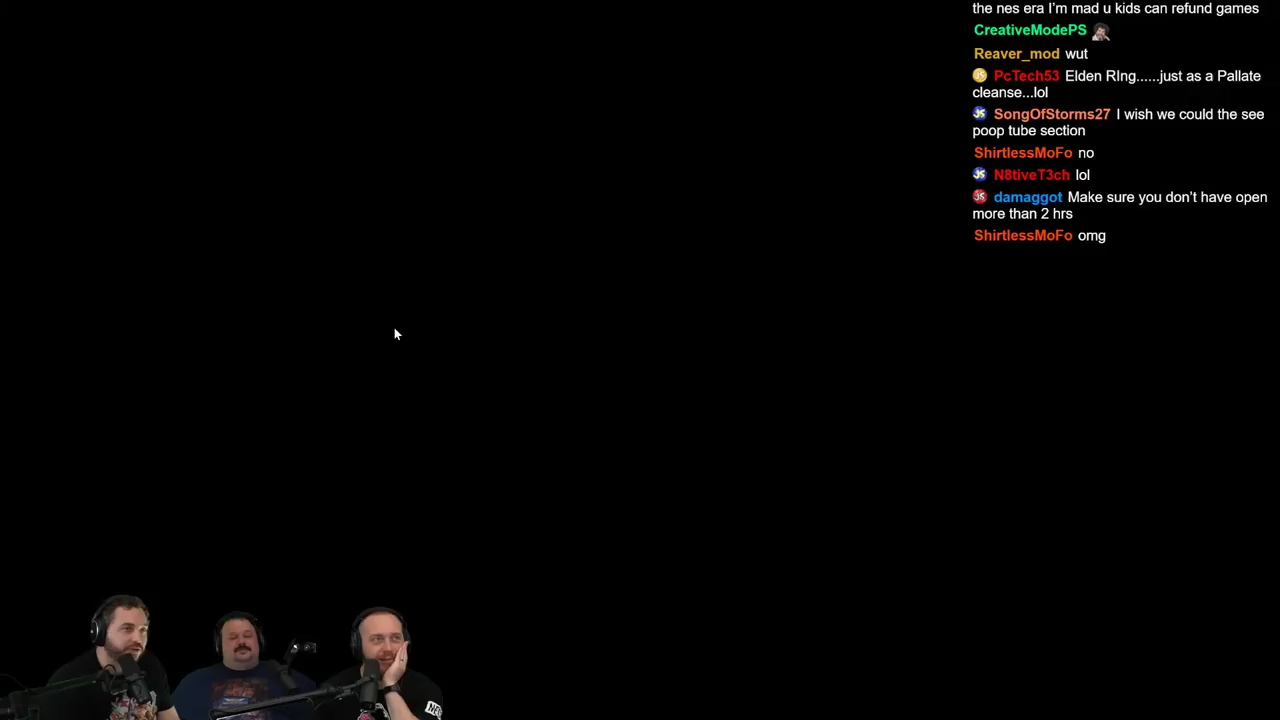 the nes era I'm mad u kids can refund games
CreativeModePS
Reaver_mod wut
PcTech53 Elden RIng......just as a Pallate
cleanse...lol
SongOfStorms27 I wish we could the see
poop tube section
ShirtlessMoFo no
N8tiveT3ch lol
damaggot Make sure you don't have open
more than 2 hrs
ShirtlessMoFo omg